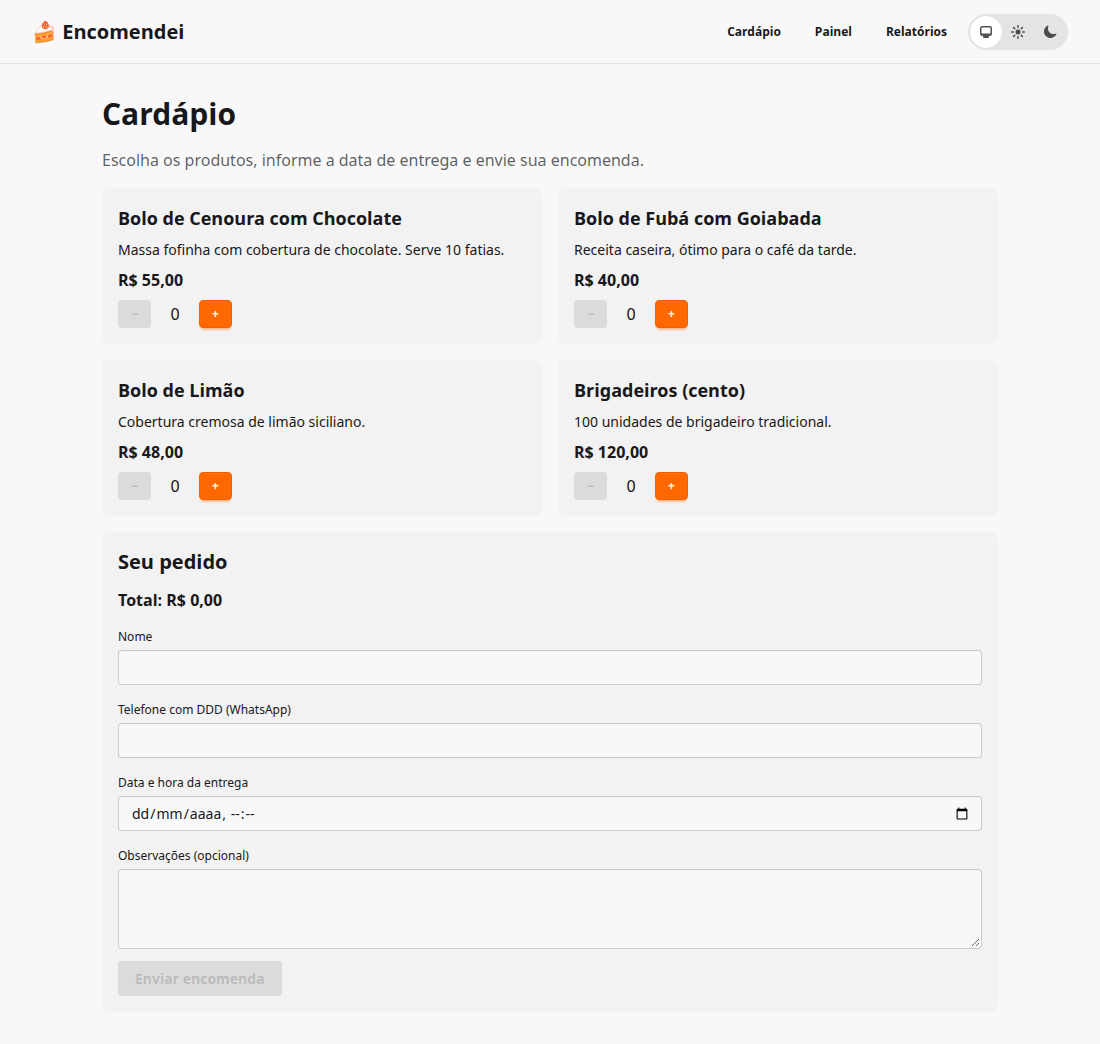 Encomendei
Cardápio Painel Relatórios
Cardápio
Escolha os produtos, informe a data de entrega e envie sua encomenda.
Bolo de Cenoura com Chocolate
Massa fofinha com cobertura de chocolate. Serve 10 fatias.
R$ 55,00
− 0 +
Bolo de Fubá com Goiabada
Receita caseira, ótimo para o café da tarde.
R$ 40,00
− 0 +
Bolo de Limão
Cobertura cremosa de limão siciliano.
R$ 48,00
− 0 +
Brigadeiros (cento)
100 unidades de brigadeiro tradicional.
R$ 120,00
− 0 +
Seu pedido
Total: R$ 0,00
Nome
Telefone com DDD (WhatsApp)
Data e hora da entrega
dd/mm/aaaa, --:--
Observações (opcional)
Enviar encomenda